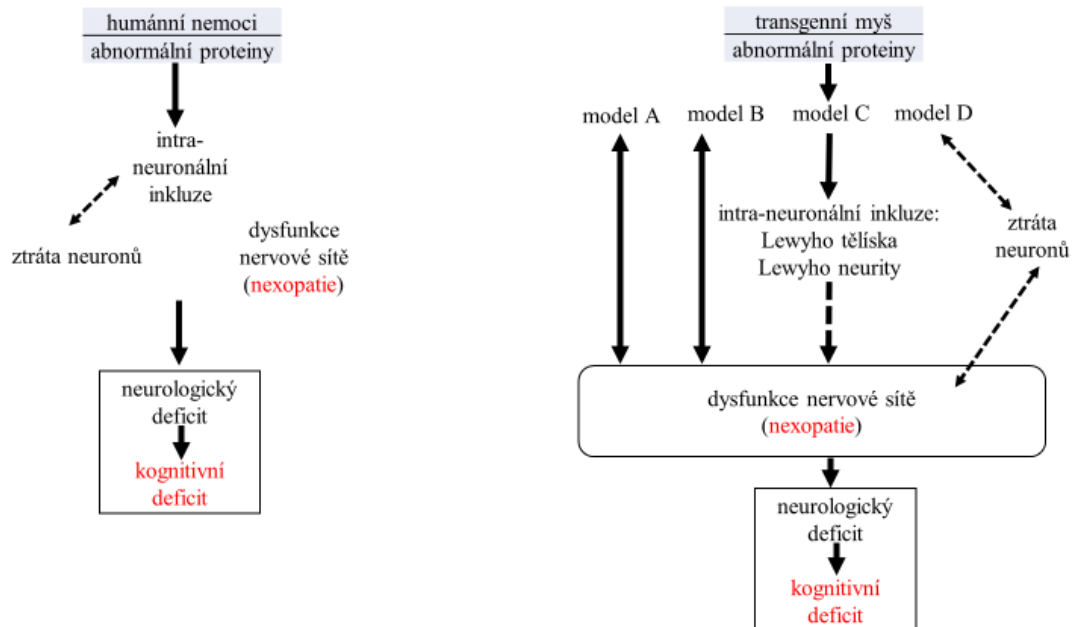 humánní nemoci
abnormální proteiny
intra-
neuronální
inkluze
ztráta neuronů
dysfunkce
nervové sítě
(nexopatie)
neurologický
deficit
kognitivní
deficit
transgenní myš
abnormální proteiny
model A
model B
model C
model D
intra-neuronální inkluze:
Lewyho tělíska
Lewyho neurity
ztráta
neuronů
dysfunkce nervové sítě
(nexopatie)
neurologický
deficit
kognitivní
deficit